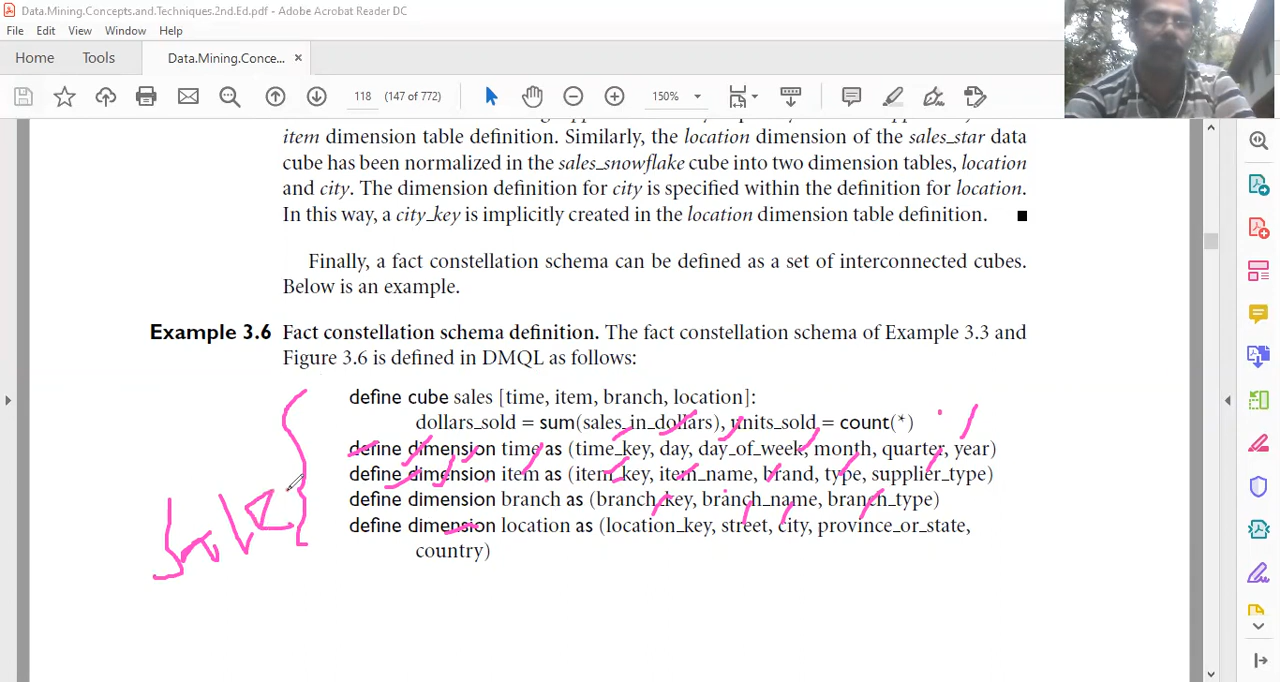 Data.Mining.Concepts.and.Techniques.2nd.Ed.pdf - Adobe Acrobat Reader DC
File Edit View Window Help
Home Tools Data.Mining.Conce... ×
118 (147 of 772) 150%
item dimension table definition. Similarly, the location dimension of the sales_star data
cube has been normalized in the sales_snowflake cube into two dimension tables, location
and city. The dimension definition for city is specified within the definition for location.
In this way, a city_key is implicitly created in the location dimension table definition. ■
Finally, a fact constellation schema can be defined as a set of interconnected cubes.
Below is an example.
Example 3.6 Fact constellation schema definition. The fact constellation schema of Example 3.3 and
Figure 3.6 is defined in DMQL as follows:
define cube sales [time, item, branch, location]:
dollars_sold = sum(sales_in_dollars), units_sold = count(*)
define dimension time as (time_key, day, day_of_week, month, quarter, year)
define dimension item as (item_key, item_name, brand, type, supplier_type)
define dimension branch as (branch_key, branch_name, branch_type)
define dimension location as (location_key, street, city, province_or_state,
country)